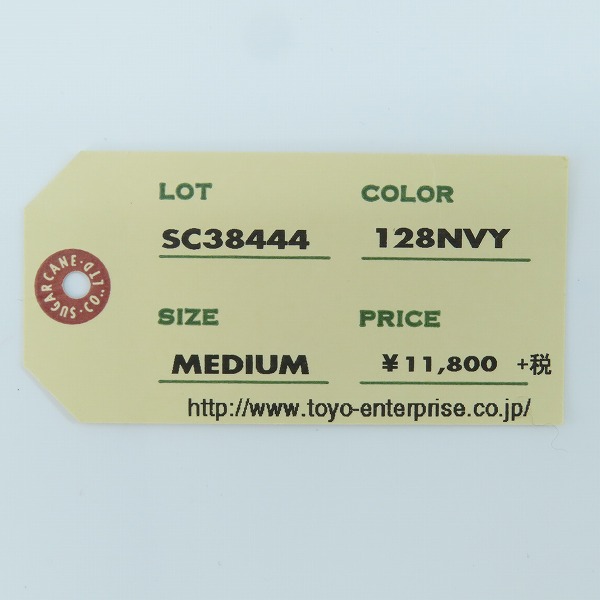 LOT COLOR
SC38444 128NVY
SIZE PRICE
MEDIUM ¥11,800 +税
http://www.toyo-enterprise.co.jp/
SUGARCANE·CO.,LTD·